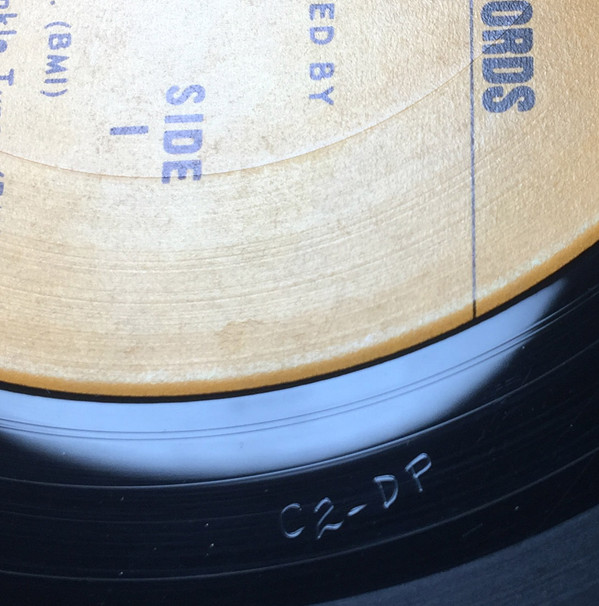 ORDS
ED BY
SIDE
1
. (BMI)
C2-DP